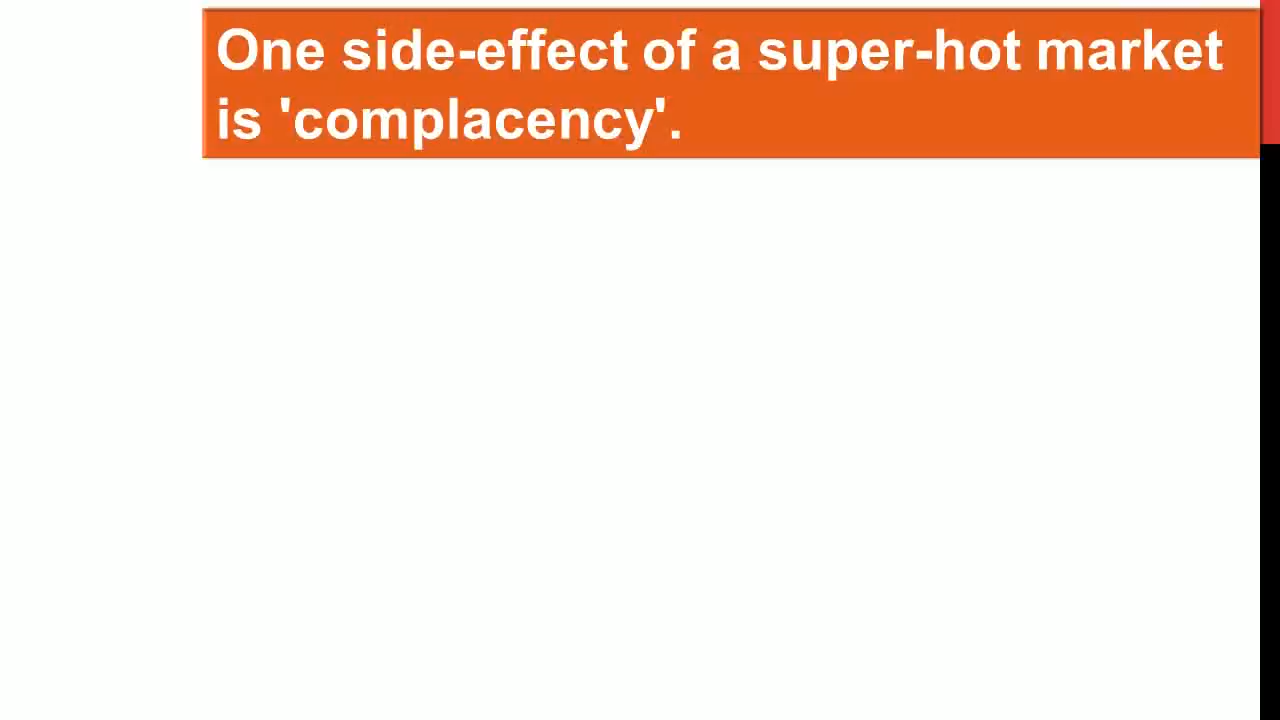 One side-effect of a super-hot market
is 'complacency'.